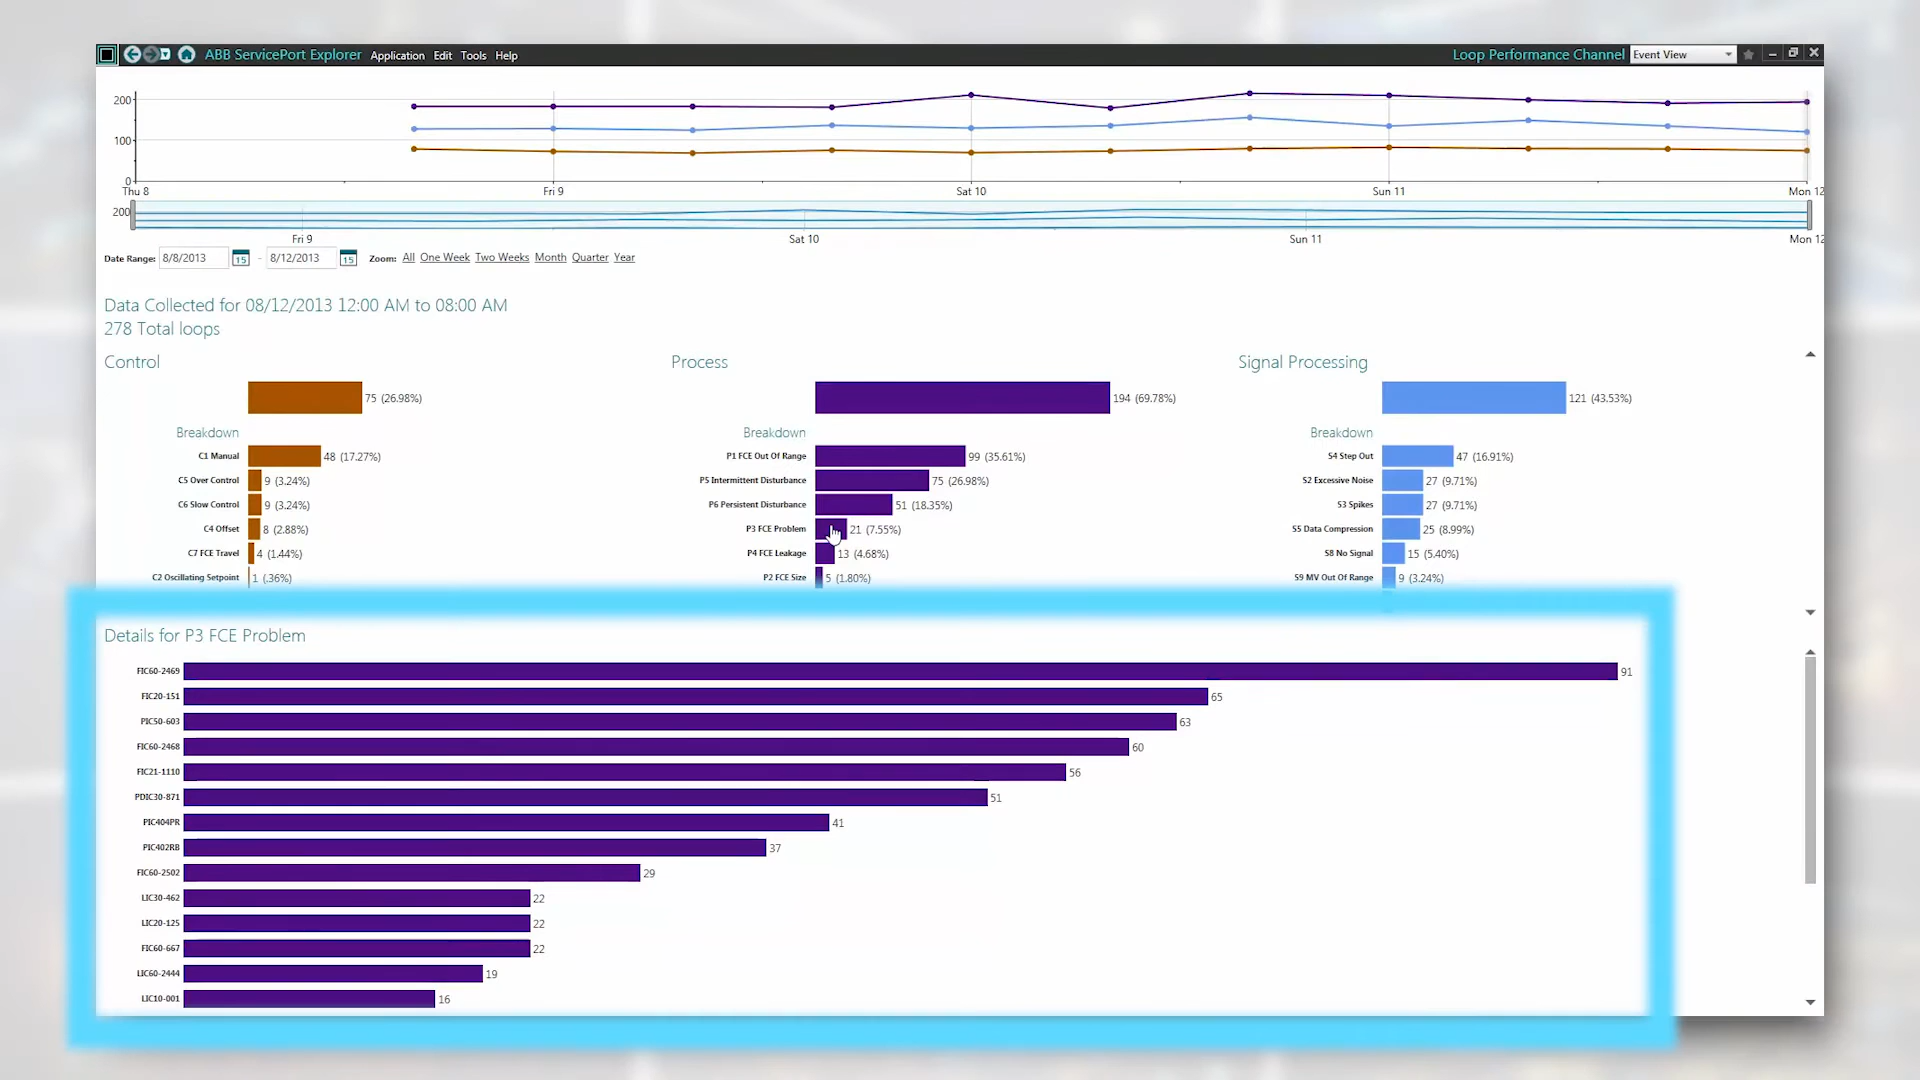 ABB ServicePort Explorer Application Edit Tools Help Loop Performance Channel Event View
200
100
0
Thu 8 Fri 9 Sat 10 Sun 11 Mon 12
200
Fri 9 Sat 10 Sun 11 Mon 12
Date Range: 8/8/2013 15 - 8/12/2013 15 Zoom: All One Week Two Weeks Month Quarter Year
Data Collected for 08/12/2013 12:00 AM to 08:00 AM
278 Total loops
Control
75 (26.98%)
Breakdown
C1 Manual 48 (17.27%)
C5 Over Control 9 (3.24%)
C6 Slow Control 9 (3.24%)
C4 Offset 8 (2.88%)
C7 FCE Travel 4 (1.44%)
C2 Oscillating Setpoint 1 (.36%)
Process
194 (69.78%)
Breakdown
P1 FCE Out Of Range 99 (35.61%)
P5 Intermittent Disturbance 75 (26.98%)
P6 Persistent Disturbance 51 (18.35%)
P3 FCE Problem 21 (7.55%)
P4 FCE Leakage 13 (4.68%)
P2 FCE Size 5 (1.80%)
Signal Processing
121 (43.53%)
Breakdown
S4 Step Out 47 (16.91%)
S2 Excessive Noise 27 (9.71%)
S3 Spikes 27 (9.71%)
S5 Data Compression 25 (8.99%)
S8 No Signal 15 (5.40%)
S9 MV Out Of Range 9 (3.24%)
Details for P3 FCE Problem
FIC60-2469 91
FIC20-151 65
PIC50-603 63
FIC60-2468 60
FIC21-1110 56
PDIC30-871 51
PIC404PR 41
PIC402RB 37
FIC60-2502 29
LIC30-462 22
LIC20-125 22
FIC60-667 22
LIC60-2444 19
LIC10-001 16